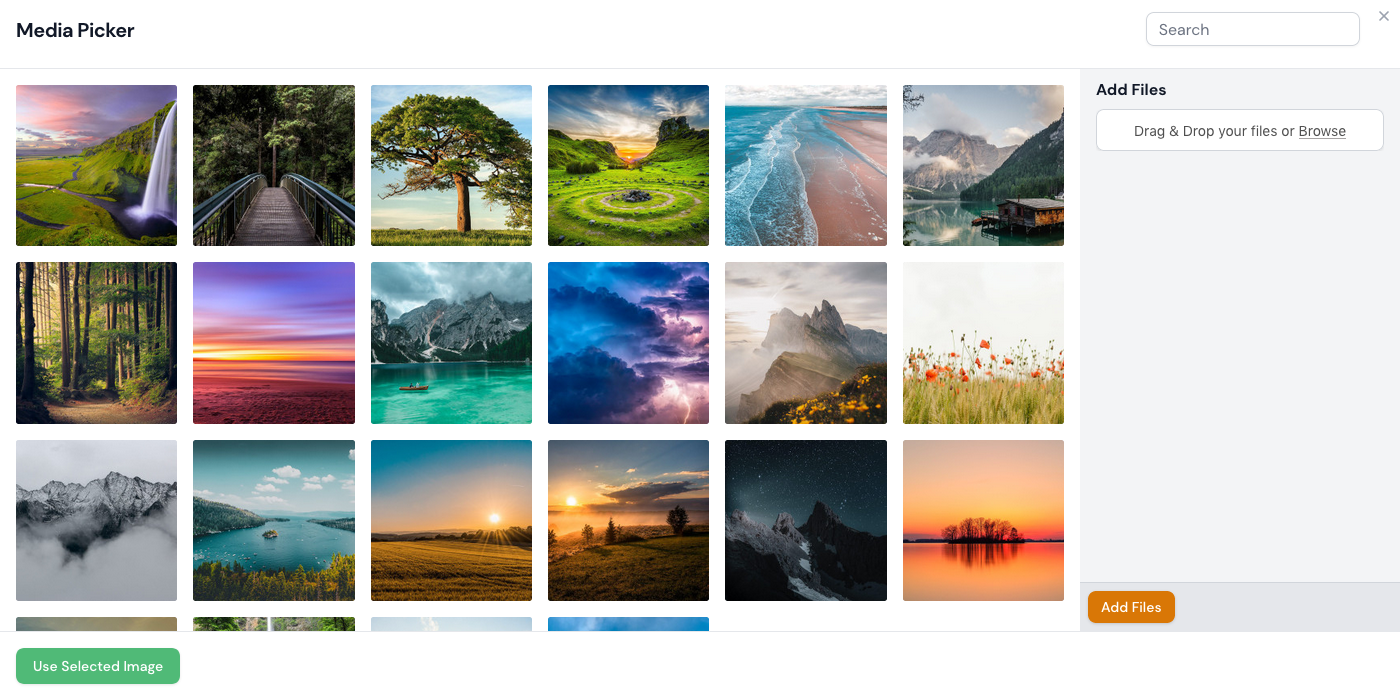 Media Picker
Search
Add Files
Drag & Drop your files or Browse
Add Files
Use Selected Image